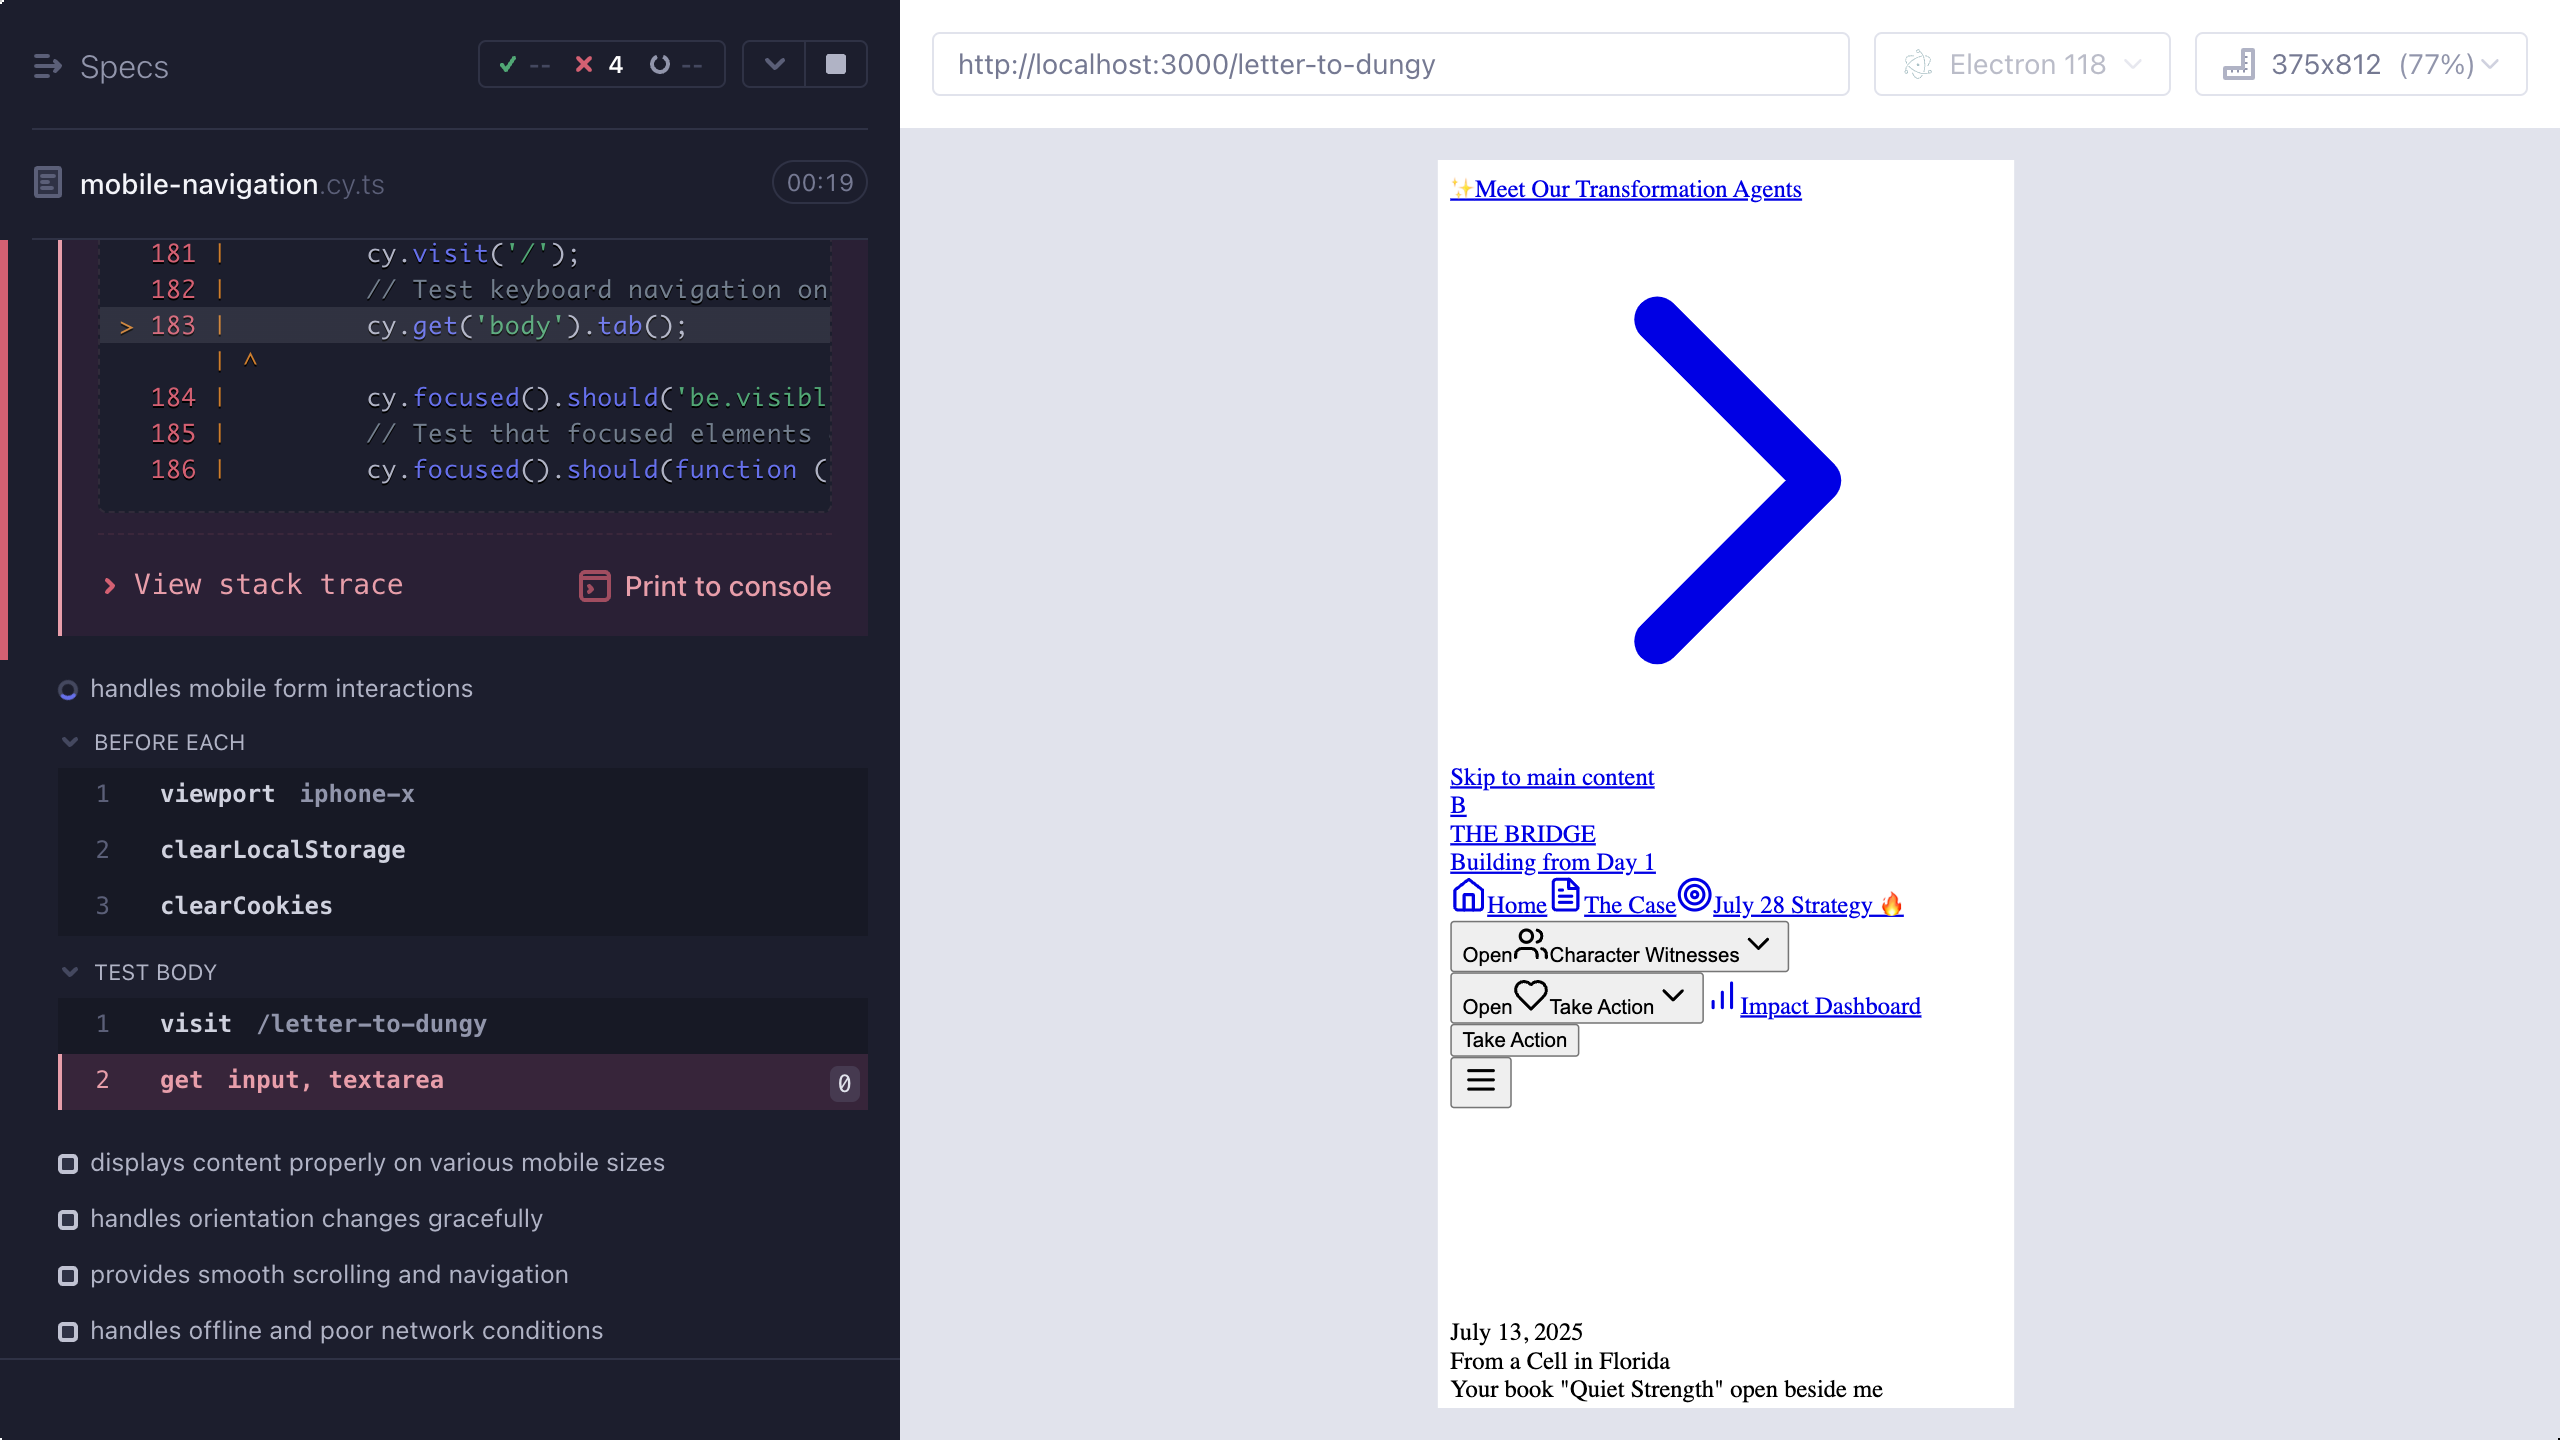 Specs
-- 4 --
mobile-navigation.cy.ts
00:19
181 | cy.visit('/');
182 | // Test keyboard navigation on
> 183 | cy.get('body').tab();
| ^
184 | cy.focused().should('be.visibl
185 | // Test that focused elements
186 | cy.focused().should(function (
View stack trace
Print to console
handles mobile form interactions
BEFORE EACH
1 viewport iphone-x
2 clearLocalStorage
3 clearCookies
TEST BODY
1 visit /letter-to-dungy
2 get input, textarea 0
displays content properly on various mobile sizes
handles orientation changes gracefully
provides smooth scrolling and navigation
handles offline and poor network conditions
http://localhost:3000/letter-to-dungy
Electron 118
375x812 (77%)
✨Meet Our Transformation Agents
Skip to main content
B
THE BRIDGE
Building from Day 1
Home The Case July 28 Strategy 🔥
Open Character Witnesses
Open Take Action Impact Dashboard
Take Action
July 13, 2025
From a Cell in Florida
Your book "Quiet Strength" open beside me